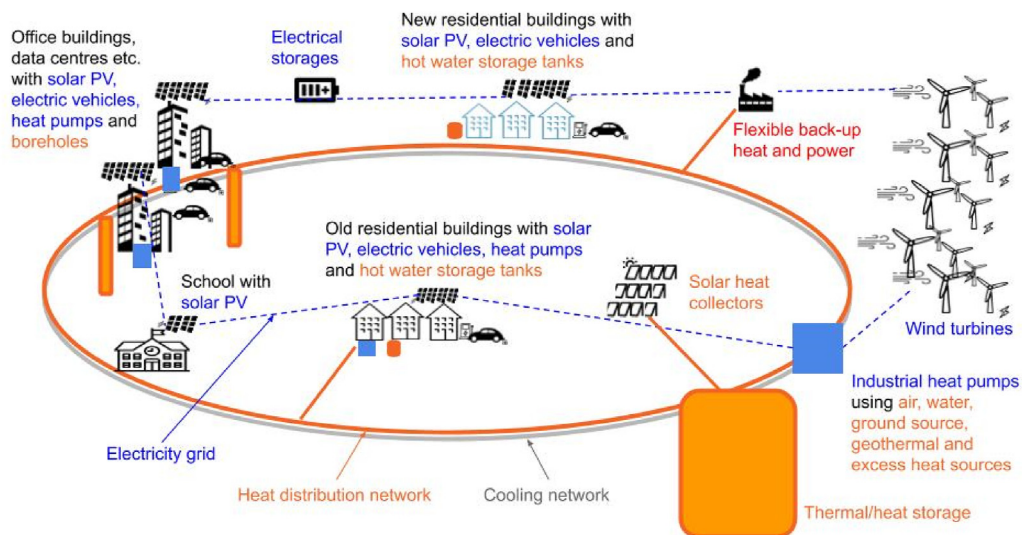 Office buildings,
data centres etc.
with solar PV,
electric vehicles,
heat pumps and
boreholes
Electrical
storages
New residential buildings with
solar PV, electric vehicles and
hot water storage tanks
Flexible back-up
heat and power
Old residential buildings with solar
PV, electric vehicles, heat pumps
and hot water storage tanks
School with
solar PV
Solar heat
collectors
Wind turbines
Industrial heat pumps
using air, water,
ground source,
geothermal and
excess heat sources
Electricity grid
Heat distribution network
Cooling network
Thermal/heat storage